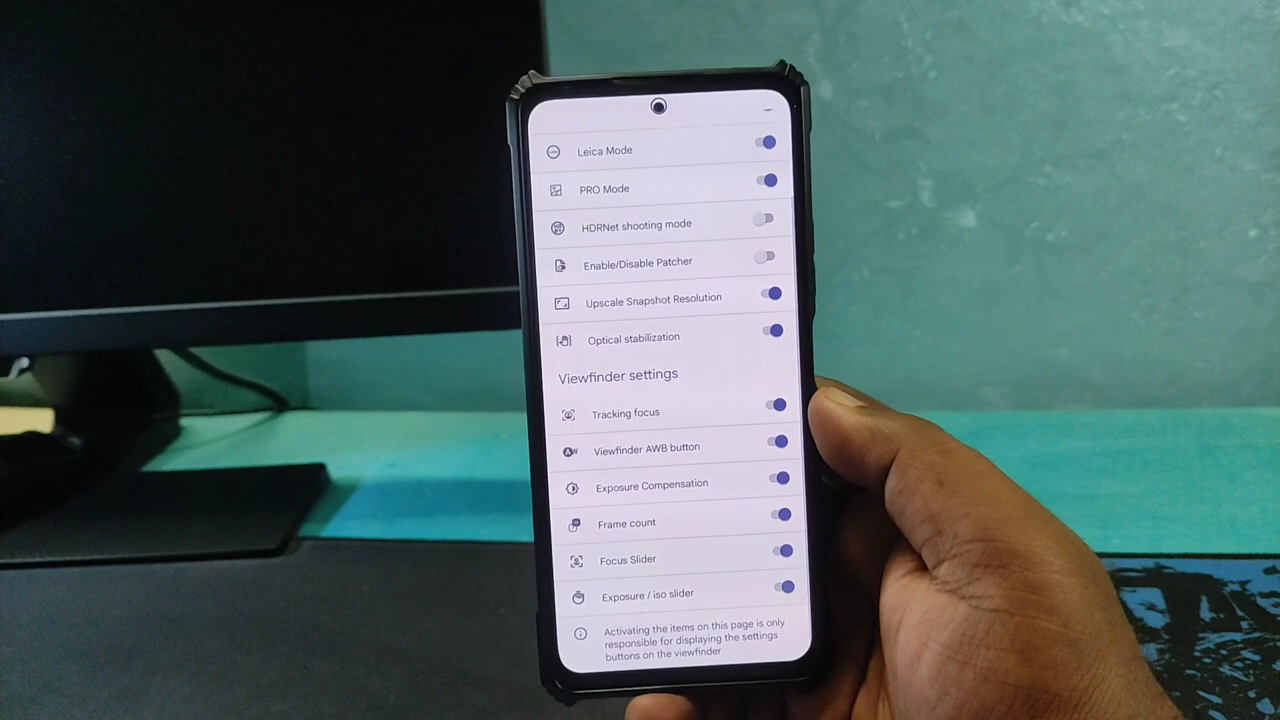 Leica Mode
PRO Mode
HDRNet shooting mode
Enable/Disable Patcher
Upscale Snapshot Resolution
Optical stabilization
Viewfinder settings
Tracking focus
Viewfinder AWB button
Exposure Compensation
Frame count
Focus Slider
Exposure / iso slider
Activating the items on this page is only
responsible for displaying the settings
buttons on the viewfinder